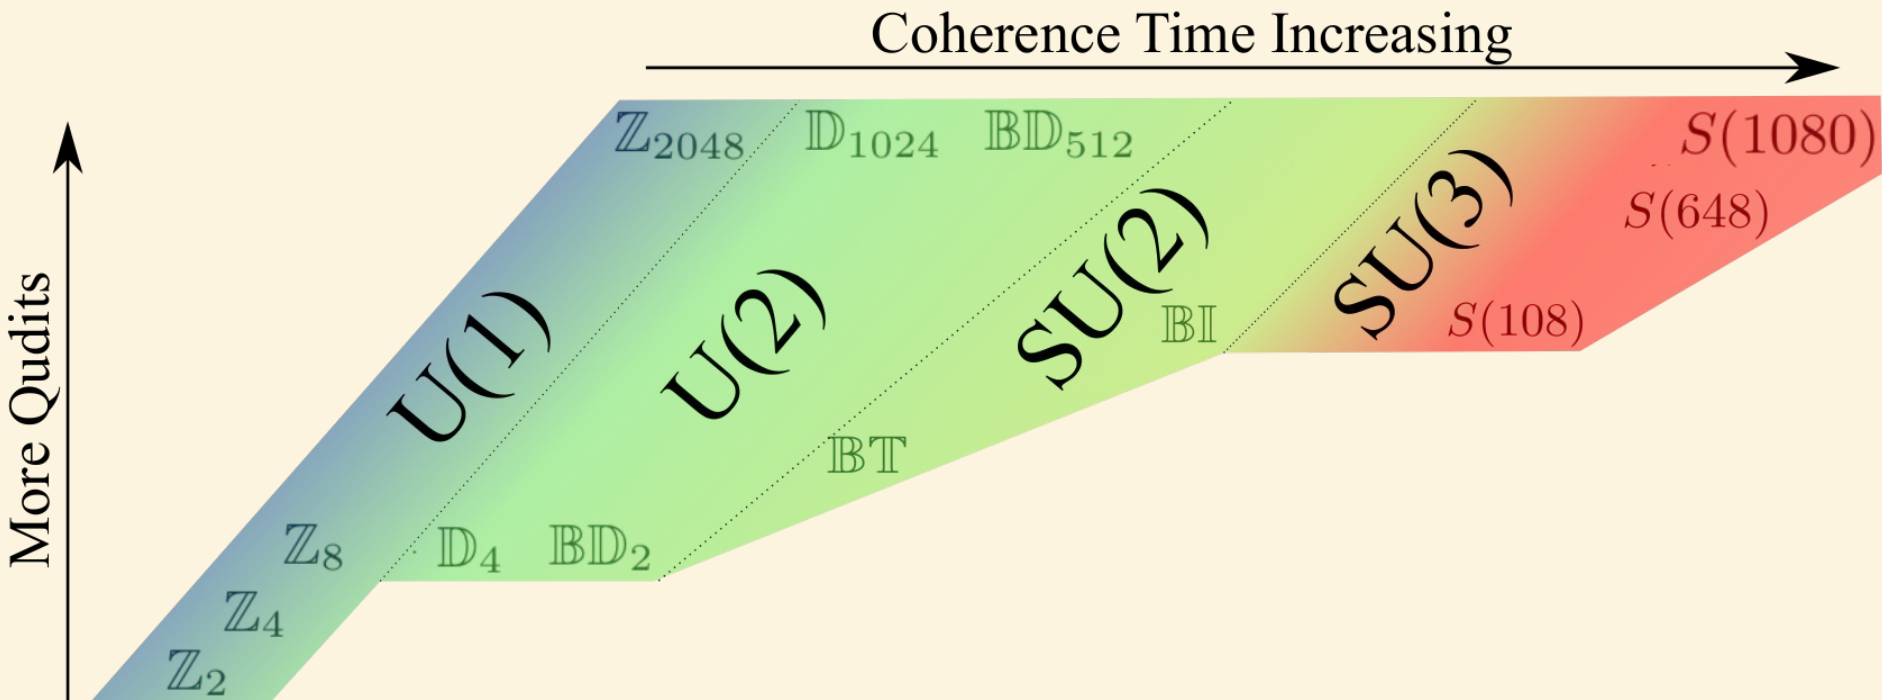 Coherence Time Increasing
More Qudits
ℤ₂₀₄₈ 𝔻₁₀₂₄ 𝔹𝔻₅₁₂ S(1080)
S(648)
U(1) U(2) SU(2) SU(3)
𝔹𝕀 S(108)
𝔹𝕋
ℤ₈ 𝔻₄ 𝔹𝔻₂
ℤ₄
ℤ₂